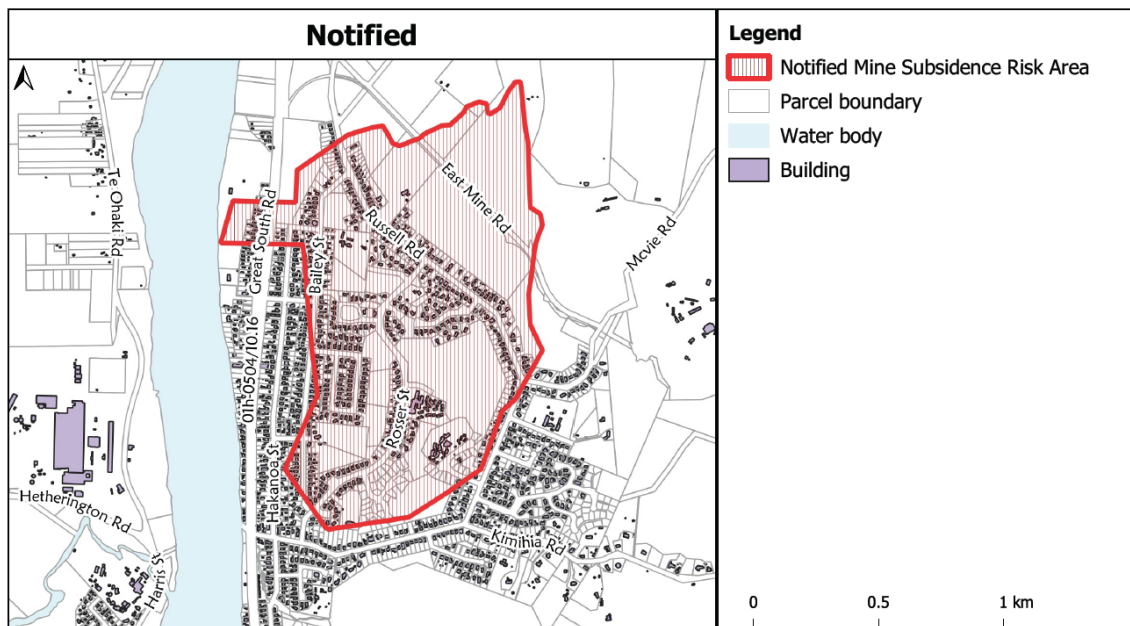 Notified
Te Ohaki Rd
Great South Rd
Bailey St
Russell Rd
East Mine Rd
Mcvie Rd
01h-0504/10.16
Hakanoa St
Rosser St
Hetherington Rd
Harris St
Kimihia Rd
Legend
Notified Mine Subsidence Risk Area
Parcel boundary
Water body
Building
0 0.5 1 km